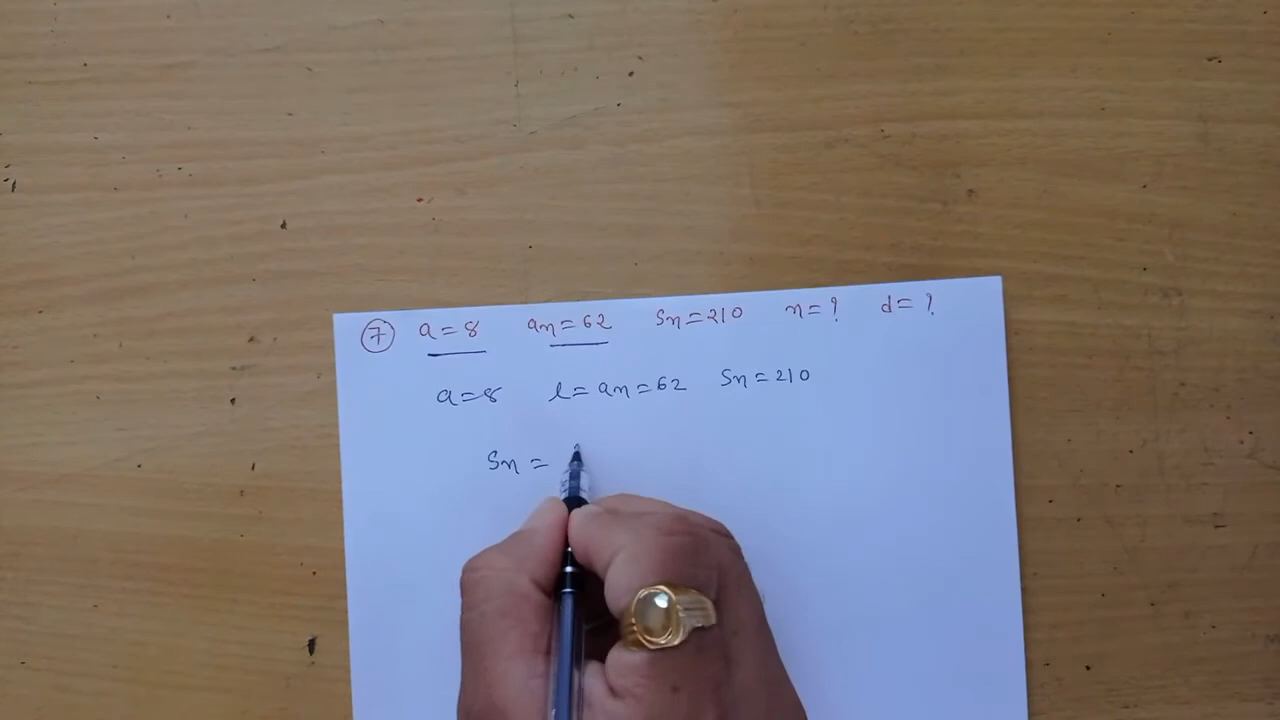 7 a=8 an=62 Sn=210 n=? d=?
a=8 l=an=62 Sn=210
Sn=